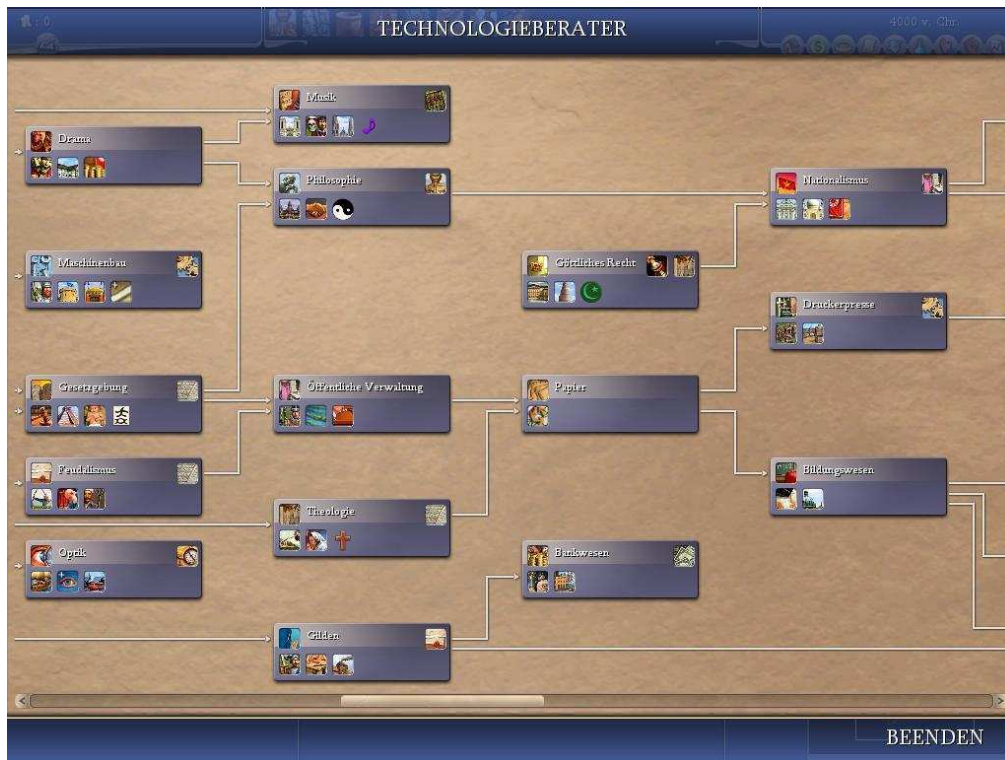 : 0
TECHNOLOGIEBERATER
4000 v. Chr.
Musik
Drama
Philosophie
Nationalismus
Maschinenbau
Göttliches Recht
Druckerpresse
Gesetzgebung
Öffentliche Verwaltung
Papier
Feudalismus
Bildungswesen
Theologie
Optik
Bankwesen
Gilden
BEENDEN